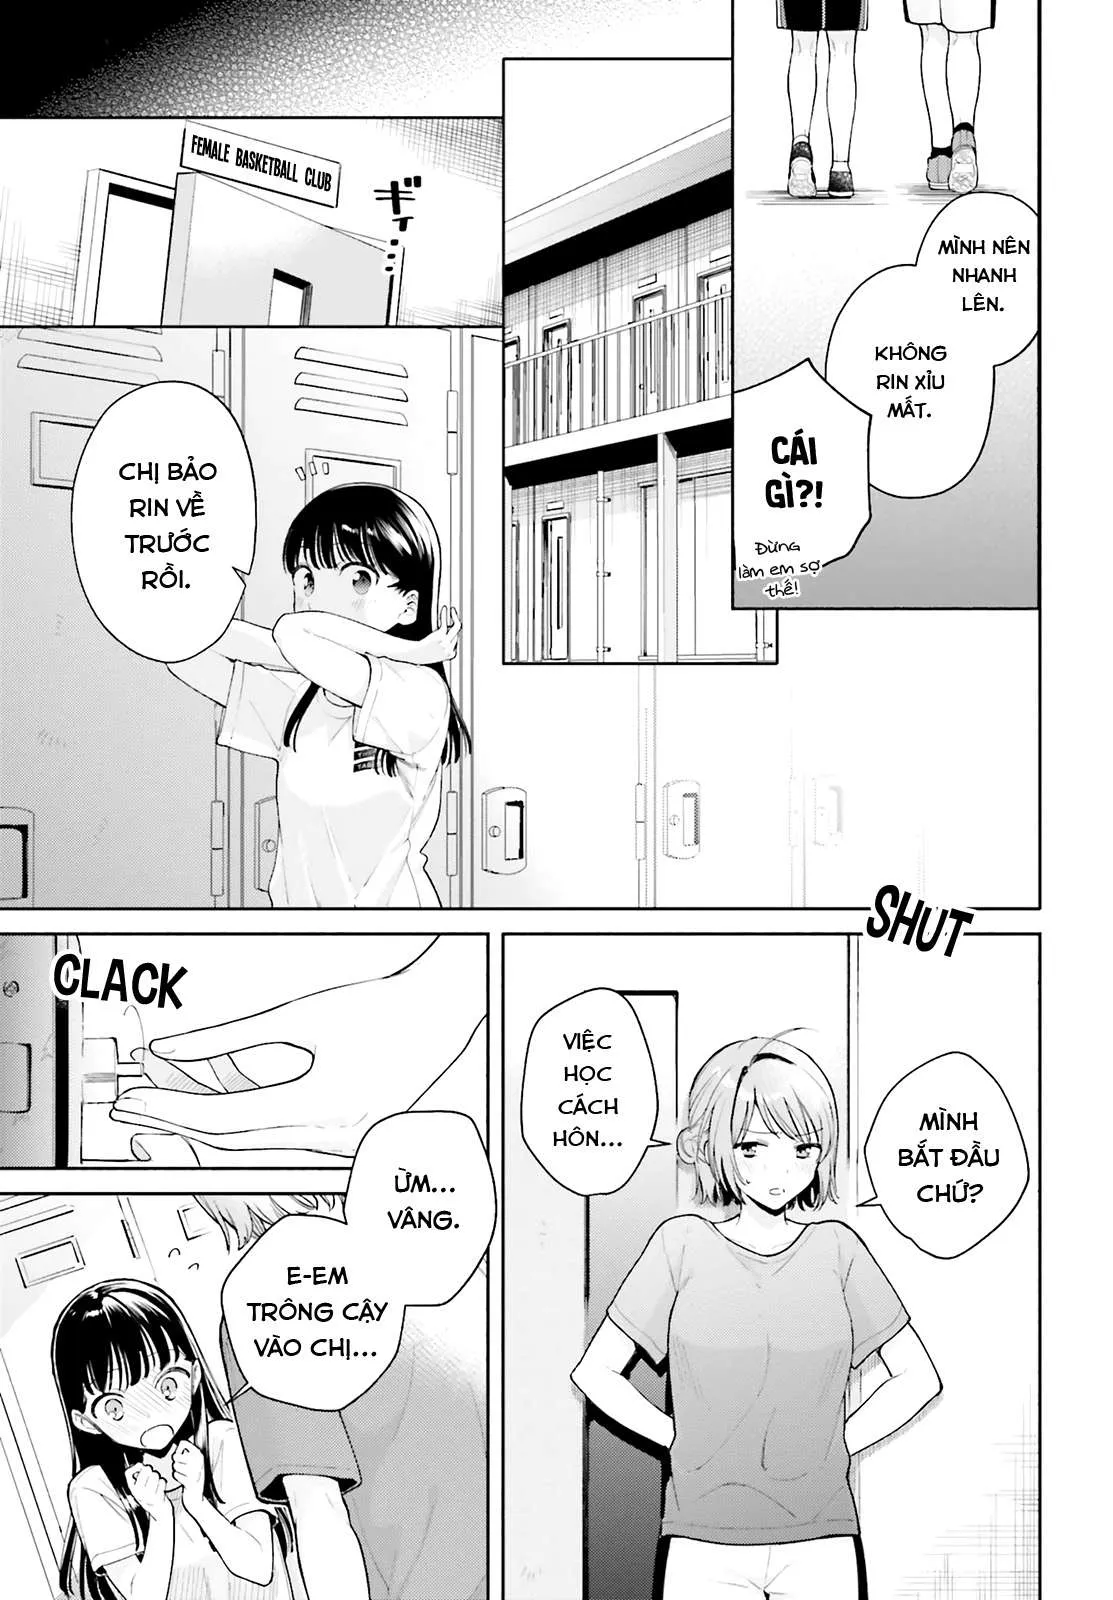 MÌNH NÊN
NHANH
LÊN.
KHÔNG
RIN XỈU
MẤT.
CÁI
GÌ?!
Đừng
làm em sợ
thế!
FEMALE BASKETBALL CLUB
ギィ…
CHỊ BẢO
RIN VỀ
TRƯỚC
RỒI.
SHUT
MÌNH
BẮT ĐẦU
CHỨ?
VIỆC
HỌC
CÁCH
HÔN...
CLACK
ỪM...
VÂNG.
E-EM
TRÔNG CẬY
VÀO CHỊ...